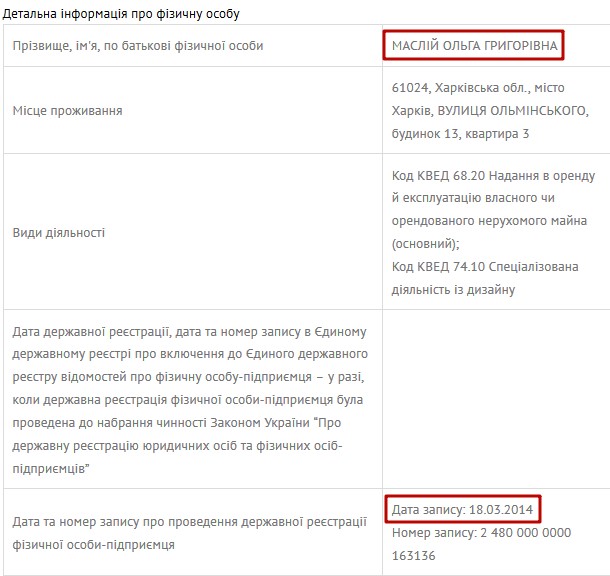 Детальна інформація про фізичну особу
Прізвище, ім'я, по батькові фізичної особи
МАСЛІЙ ОЛЬГА ГРИГОРІВНА
Місце проживання
61024, Харківська обл., місто
Харків, ВУЛИЦЯ ОЛЬМІНСЬКОГО,
будинок 13, квартира 3
Види діяльності
Код КВЕД 68.20 Надання в оренду
й експлуатацію власного чи
орендованого нерухомого майна
(основний);
Код КВЕД 74.10 Спеціалізована
діяльність із дизайну
Дата державної реєстрації, дата та номер запису в Єдиному
державному реєстрі про включення до Єдиного державного
реєстру відомостей про фізичну особу-підприємця – у разі,
коли державна реєстрація фізичної особи-підприємця була
проведена до набрання чинності Законом України “Про
державну реєстрацію юридичних осіб та фізичних осіб-
підприємців”
Дата та номер запису про проведення державної реєстрації
фізичної особи-підприємця
Дата запису: 18.03.2014
Номер запису: 2 480 000 0000
163136